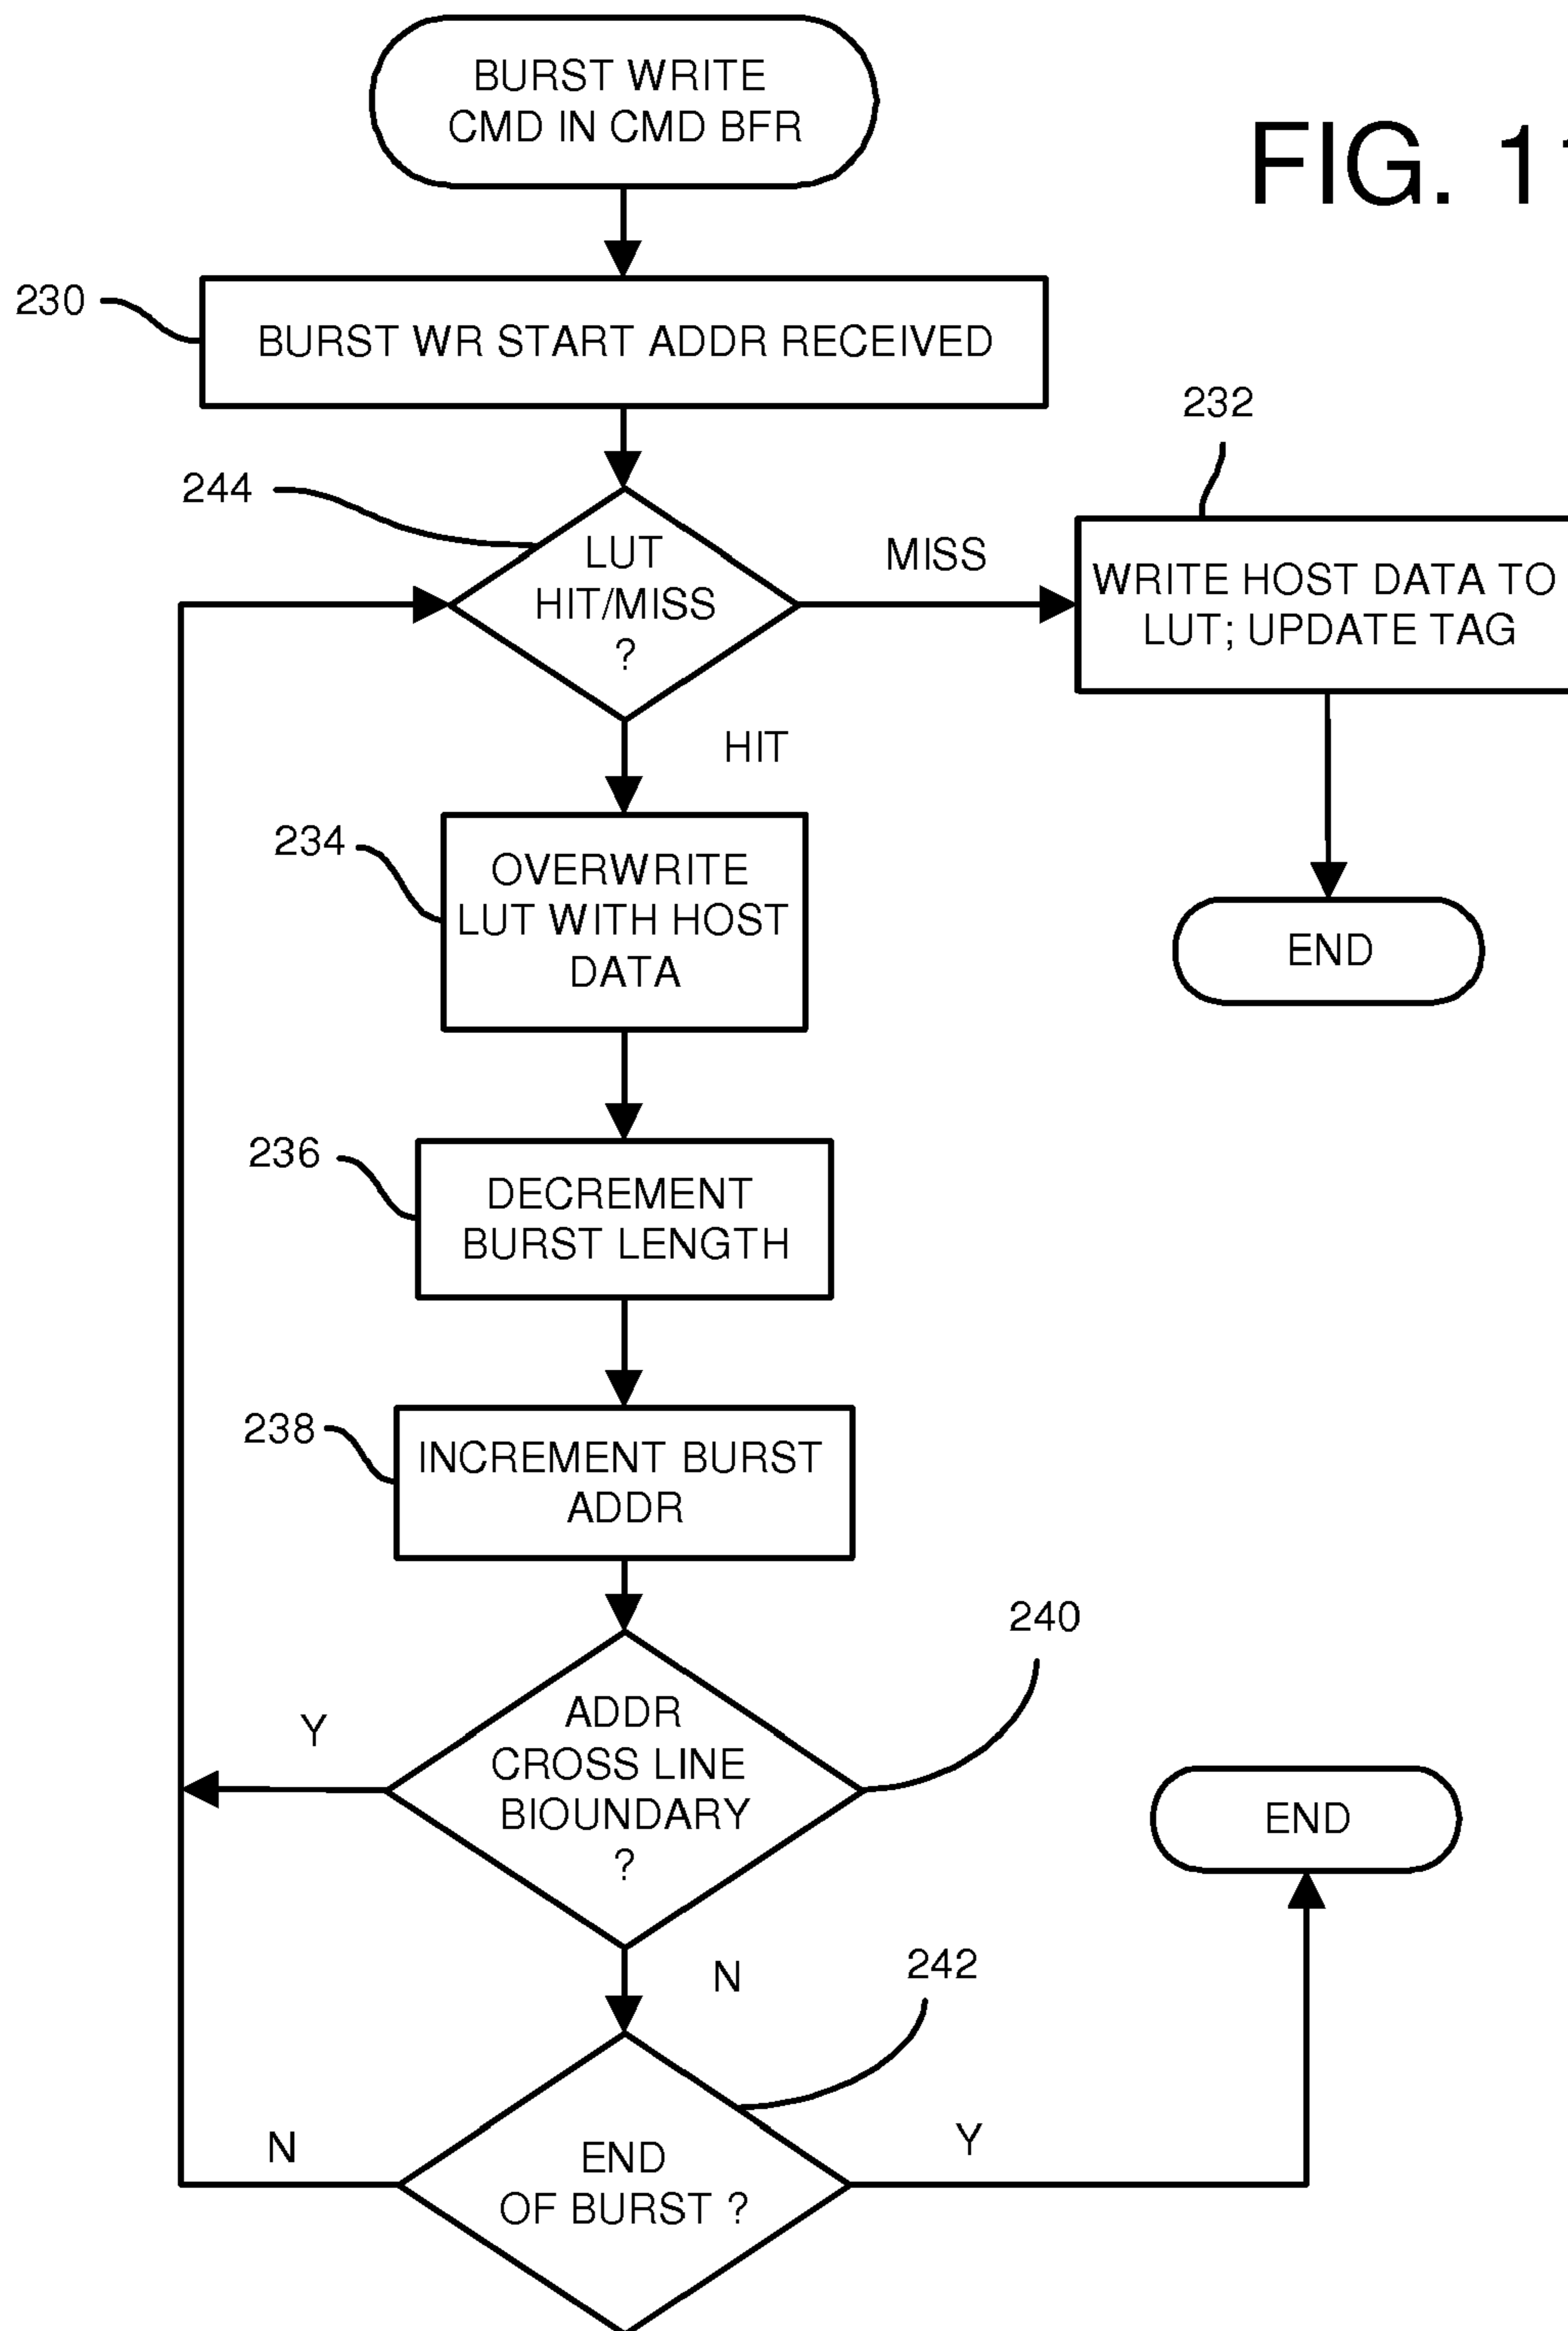 BURST WRITE
CMD IN CMD BFR
FIG. 11
230
BURST WR START ADDR RECEIVED
232
244
LUT
HIT/MISS
?
MISS
WRITE HOST DATA TO
LUT; UPDATE TAG
HIT
234
OVERWRITE
LUT WITH HOST
DATA
END
236
DECREMENT
BURST LENGTH
238
INCREMENT BURST
ADDR
240
ADDR
CROSS LINE
BIOUNDARY
?
Y
END
N
242
END
OF BURST ?
N
Y